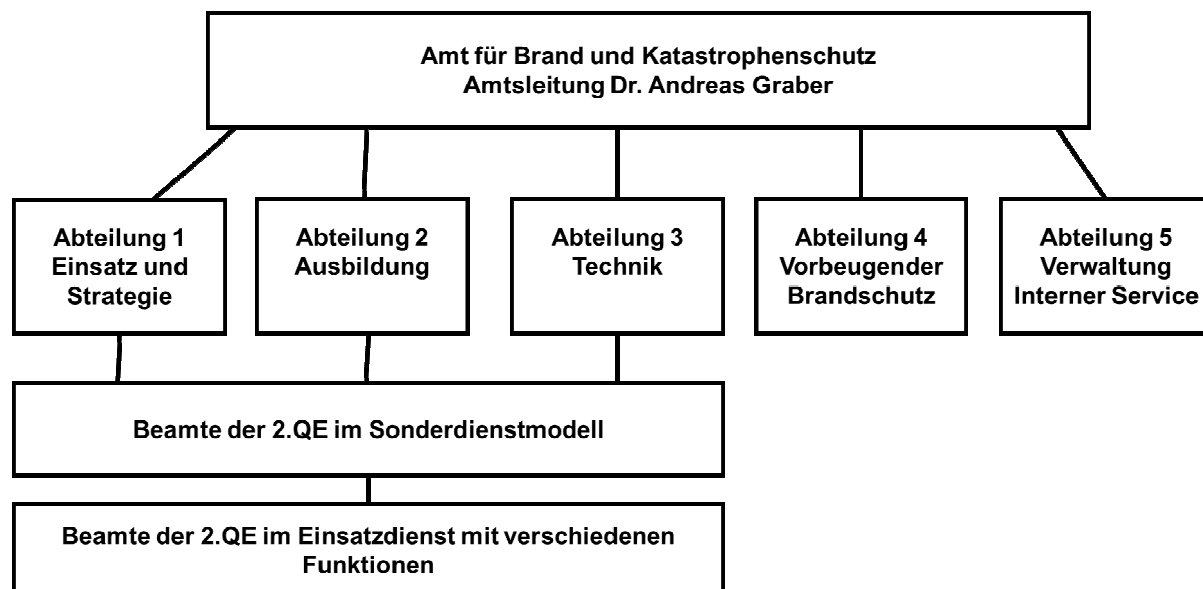 Amt für Brand und Katastrophenschutz
Amtsleitung Dr. Andreas Graber
Abteilung 1
Einsatz und
Strategie
Abteilung 2
Ausbildung
Abteilung 3
Technik
Abteilung 4
Vorbeugender
Brandschutz
Abteilung 5
Verwaltung
Interner Service
Beamte der 2.QE im Sonderdienstmodell
Beamte der 2.QE im Einsatzdienst mit verschiedenen
Funktionen